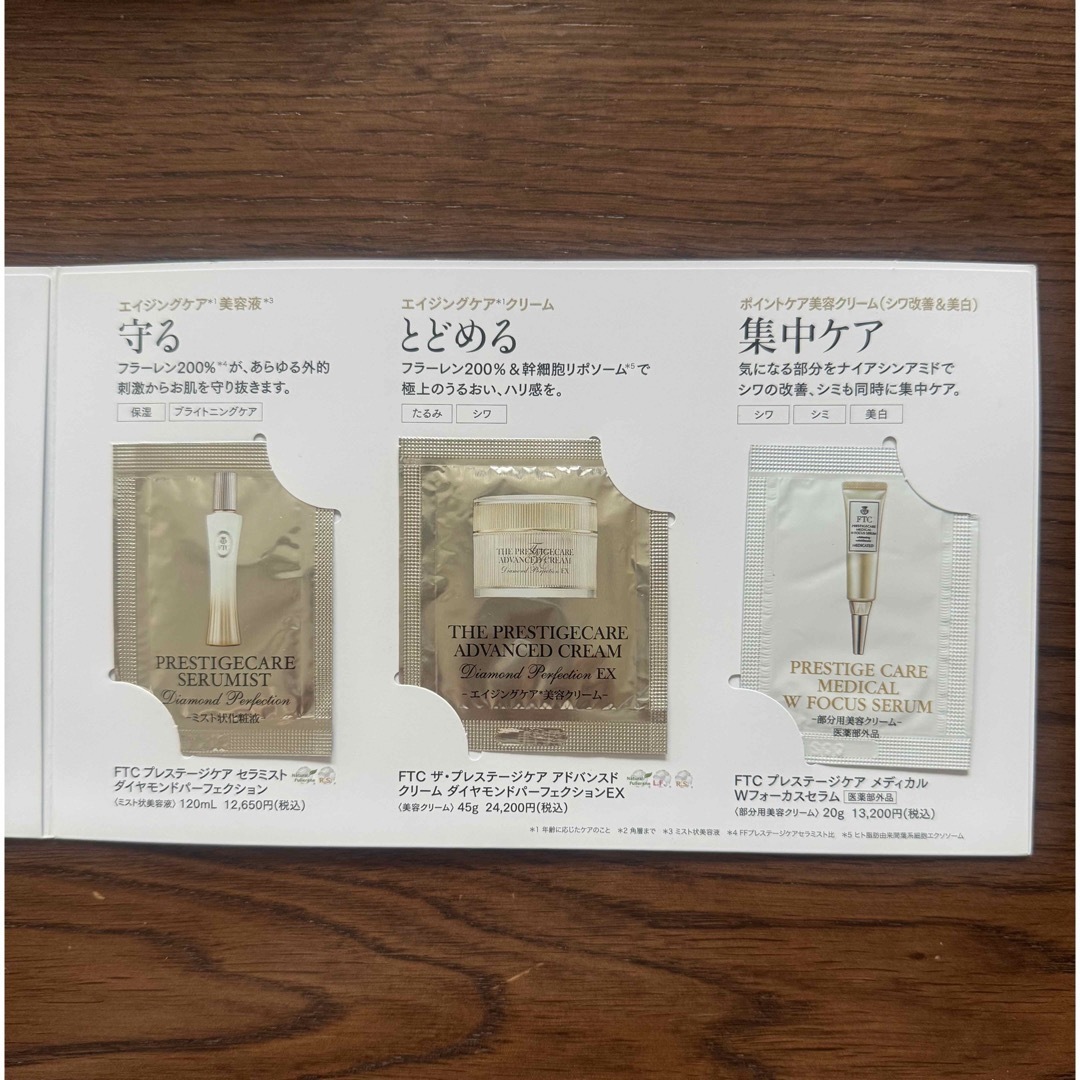 エイジングケア*1 美容液*3
守る
フラーレン200%*4が、あらゆる外的
刺激からお肌を守り抜きます。
保湿 ブライトニングケア
PRESTIGECARE
SERUMIST
Diamond Perfection
-ミスト状化粧液-
FTC プレステージケア セラミスト
ダイヤモンドパーフェクション
〈ミスト状美容液〉 120mL 12,650円(税込)
エイジングケア*1クリーム
とどめる
フラーレン200%&幹細胞リポソーム*5で
極上のうるおい、ハリ感を。
たるみ シワ
THE PRESTIGECARE
ADVANCED CREAM
Diamond Perfection EX
THE PRESTIGECARE
ADVANCED CREAM
Diamond Perfection EX
-エイジングケア*美容クリーム-
FTC ザ・プレステージケア アドバンスド
クリーム ダイヤモンドパーフェクションEX
〈美容クリーム〉 45g 24,200円(税込)
ポイントケア美容クリーム(シワ改善&美白)
集中ケア
気になる部分をナイアシンアミドで
シワの改善、シミも同時に集中ケア。
シワ シミ 美白
FTC
PRESTIGE CARE
MEDICAL
W FOCUS SERUM
-部分用美容クリーム-
医薬部外品
FTC プレステージケア メディカル
Wフォーカスセラム 医薬部外品
〈部分用美容クリーム〉 20g 13,200円(税込)
*1 年齢に応じたケアのこと *2 角層まで *3 ミスト状美容液 *4 FFプレステージケアセラミスト比 *5 ヒト脂肪由来間葉系細胞エクソソーム